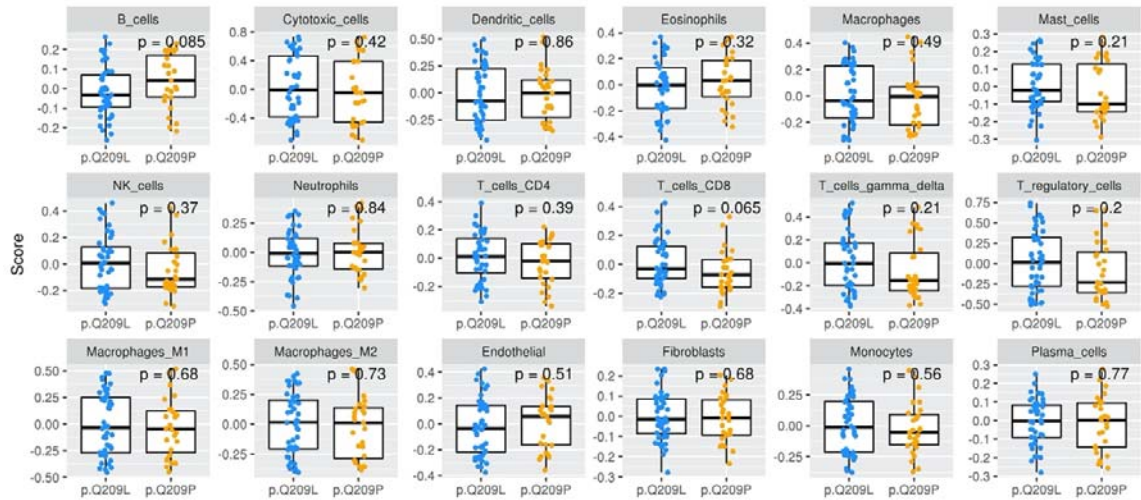 B_cells Cytotoxic_cells Dendritic_cells Eosinophils Macrophages Mast_cells
p = 0.085 p = 0.42 p = 0.86 p = 0.32 p = 0.49 p = 0.21
0.2 0.1 0.0 -0.1 -0.2
0.8 0.4 0.0 -0.4
0.50 0.25 0.00 -0.25
0.4 0.2 0.0 -0.2 -0.4
0.4 0.2 0.0 -0.2
0.3 0.2 0.1 0.0 -0.1 -0.2 -0.3
p.Q209L p.Q209P p.Q209L p.Q209P p.Q209L p.Q209P p.Q209L p.Q209P p.Q209L p.Q209P p.Q209L p.Q209P
Score
NK_cells Neutrophils T_cells_CD4 T_cells_CD8 T_cells_gamma_delta T_regulatory_cells
p = 0.37 p = 0.84 p = 0.39 p = 0.065 p = 0.21 p = 0.2
0.4 0.2 0.0 -0.2
0.25 0.00 -0.25 -0.50
0.4 0.2 0.0 -0.2
0.4 0.2 0.0 -0.2
0.4 0.2 0.0 -0.2 -0.4
0.75 0.50 0.25 0.00 -0.25 -0.50
p.Q209L p.Q209P p.Q209L p.Q209P p.Q209L p.Q209P p.Q209L p.Q209P p.Q209L p.Q209P p.Q209L p.Q209P
Macrophages_M1 Macrophages_M2 Endothelial Fibroblasts Monocytes Plasma_cells
p = 0.68 p = 0.73 p = 0.51 p = 0.68 p = 0.56 p = 0.77
0.50 0.25 0.00 -0.25 -0.50
0.50 0.25 0.00 -0.25
0.4 0.2 0.0 -0.2 -0.4
0.2 0.1 0.0 -0.1 -0.2 -0.3
0.25 0.00 -0.25
0.3 0.2 0.1 0.0 -0.1 -0.2 -0.3
p.Q209L p.Q209P p.Q209L p.Q209P p.Q209L p.Q209P p.Q209L p.Q209P p.Q209L p.Q209P p.Q209L p.Q209P